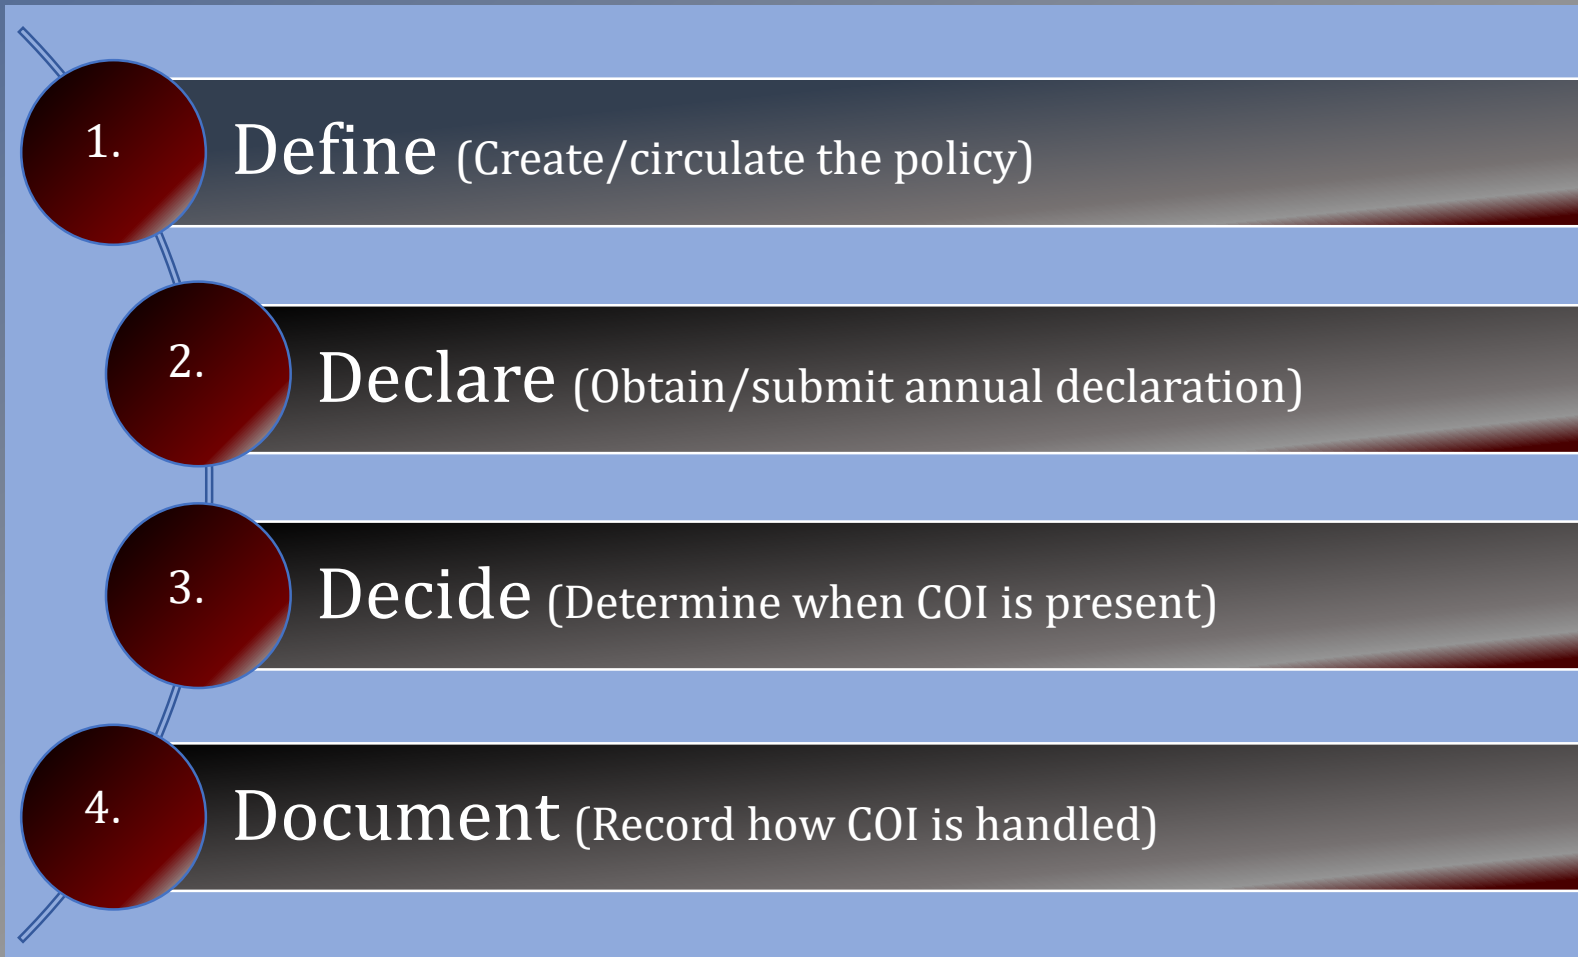 1. Define (Create/circulate the policy)
2. Declare (Obtain/submit annual declaration)
3. Decide (Determine when COI is present)
4. Document (Record how COI is handled)